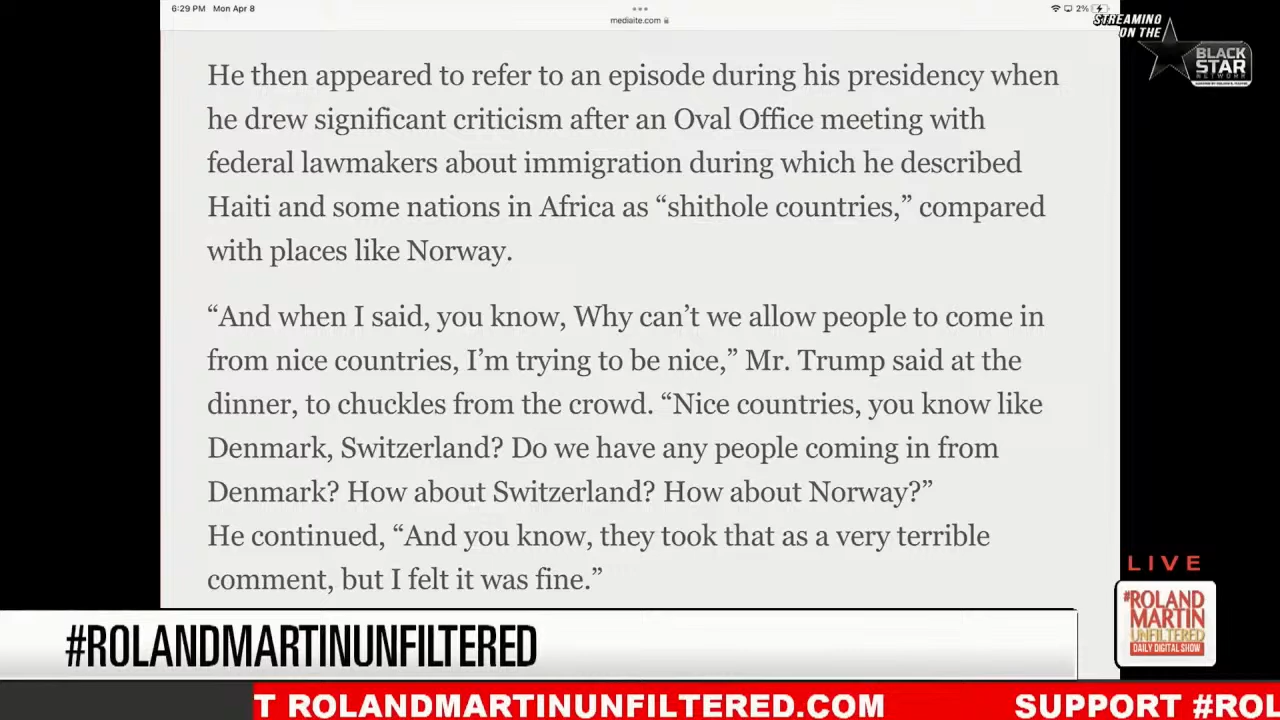 6:29 PM Mon Apr 8
mediaite.com
2%
STREAMING
ON THE
BLACK
STAR
NETWORK
He then appeared to refer to an episode during his presidency when
he drew significant criticism after an Oval Office meeting with
federal lawmakers about immigration during which he described
Haiti and some nations in Africa as “shithole countries,” compared
with places like Norway.
“And when I said, you know, Why can’t we allow people to come in
from nice countries, I’m trying to be nice,” Mr. Trump said at the
dinner, to chuckles from the crowd. “Nice countries, you know like
Denmark, Switzerland? Do we have any people coming in from
Denmark? How about Switzerland? How about Norway?”
He continued, “And you know, they took that as a very terrible
comment, but I felt it was fine.”
LIVE
#ROLAND
MARTIN
UNFILTERED
DAILY DIGITAL SHOW
#ROLANDMARTINUNFILTERED
T ROLANDMARTINUNFILTERED.COM
SUPPORT #ROL